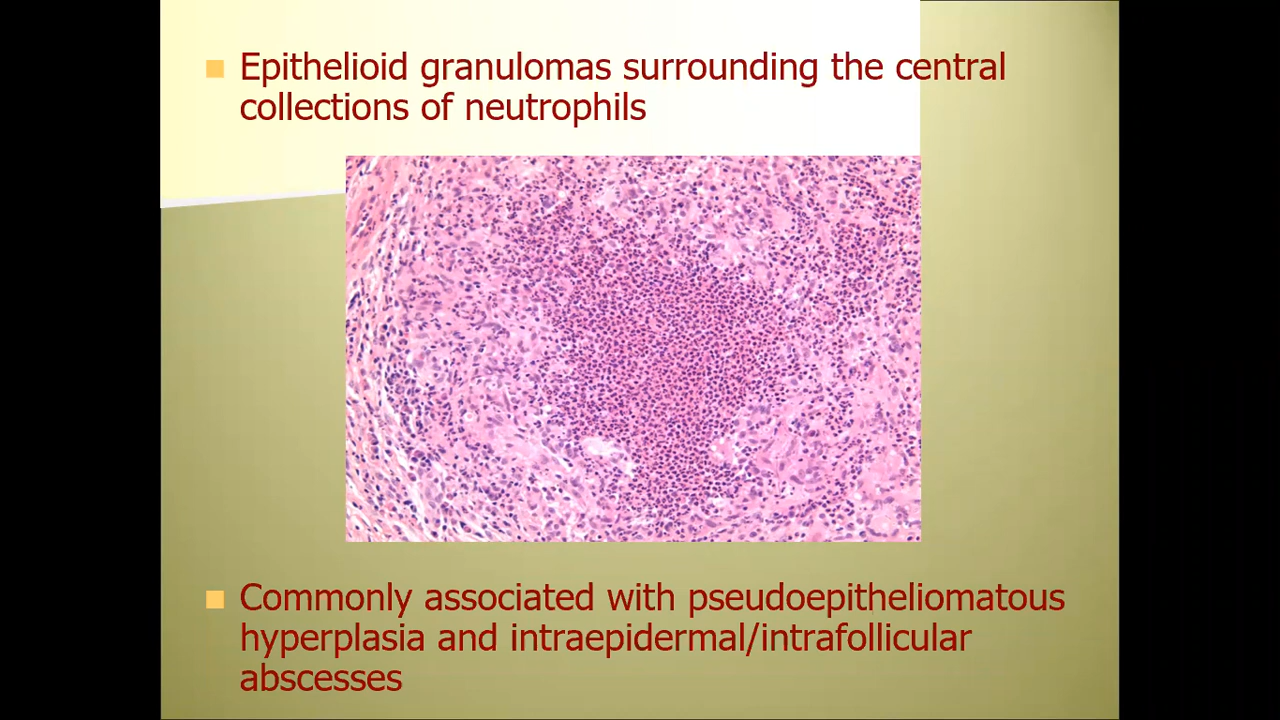 Epithelioid granulomas surrounding the central
collections of neutrophils
Commonly associated with pseudoepitheliomatous
hyperplasia and intraepidermal/intrafollicular
abscesses